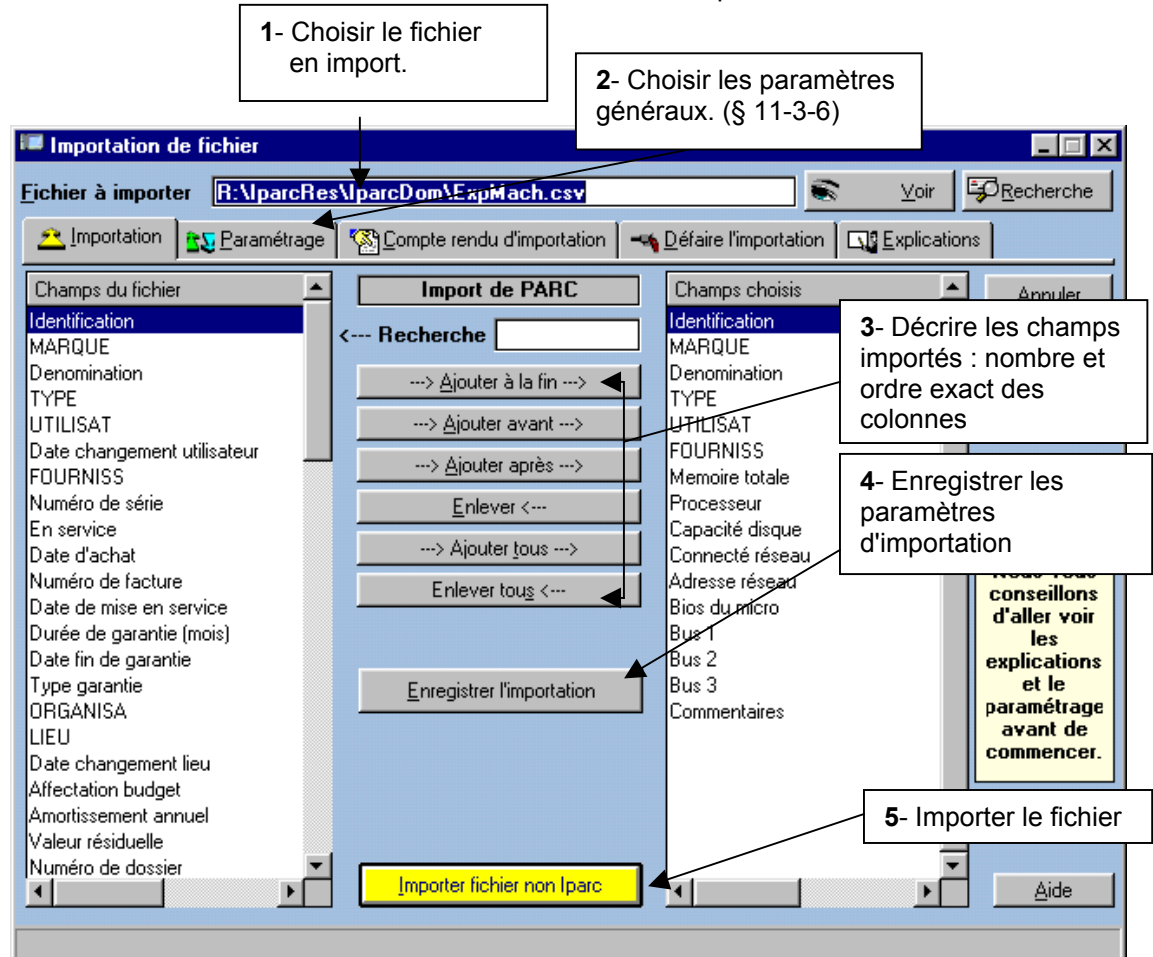 1- Choisir le fichier
en import.
2- Choisir les paramètres
généraux. (§ 11-3-6)
Importation de fichier
Fichier à importer R:\IparcRes\IparcDom\ExpMach.csv Voir Recherche
Importation Paramétrage Compte rendu d'importation Défaire l'importation Explications
Champs du fichier
Identification
MARQUE
Denomination
TYPE
UTILISAT
Date changement utilisateur
FOURNISS
Numéro de série
En service
Date d'achat
Numéro de facture
Date de mise en service
Durée de garantie (mois)
Date fin de garantie
Type garantie
ORGANISA
LIEU
Date changement lieu
Affectation budget
Amortissement annuel
Valeur résiduelle
Numéro de dossier
Import de PARC
<--- Recherche
---> Ajouter à la fin --->
---> Ajouter avant --->
---> Ajouter après --->
Enlever <---
---> Ajouter tous --->
Enlever tous <---
Enregistrer l'importation
Importer fichier non Iparc
Champs choisis
Identification
MARQUE
Denomination
TYPE
UTILISAT
FOURNISS
Memoire totale
Processeur
Capacité disque
Connecté réseau
Adresse réseau
Bios du micro
Bus 1
Bus 2
Bus 3
Commentaires
Annuler
3- Décrire les champs
importés : nombre et
ordre exact des
colonnes
4- Enregistrer les
paramètres
d'importation
Nous vous
conseillons
d'aller voir
les
explications
et le
paramétrage
avant de
commencer.
5- Importer le fichier
Aide